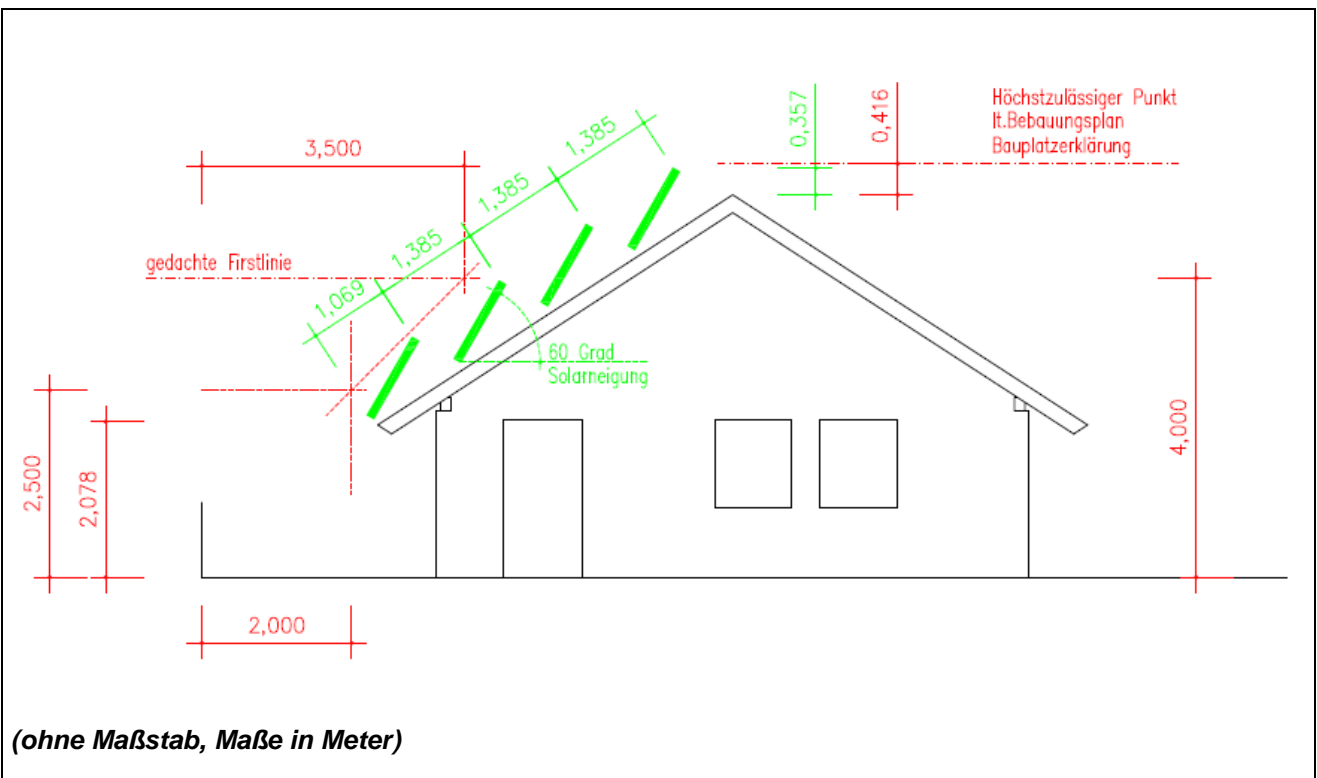 0,357
0,416
Höchstzulässiger Punkt
lt.Bebauungsplan
Bauplatzerklärung
3,500
1,385
1,385
1,385
1,069
gedachte Firstlinie
60 Grad
Solarneigung
2,500
2,078
4,000
2,000
(ohne Maßstab, Maße in Meter)